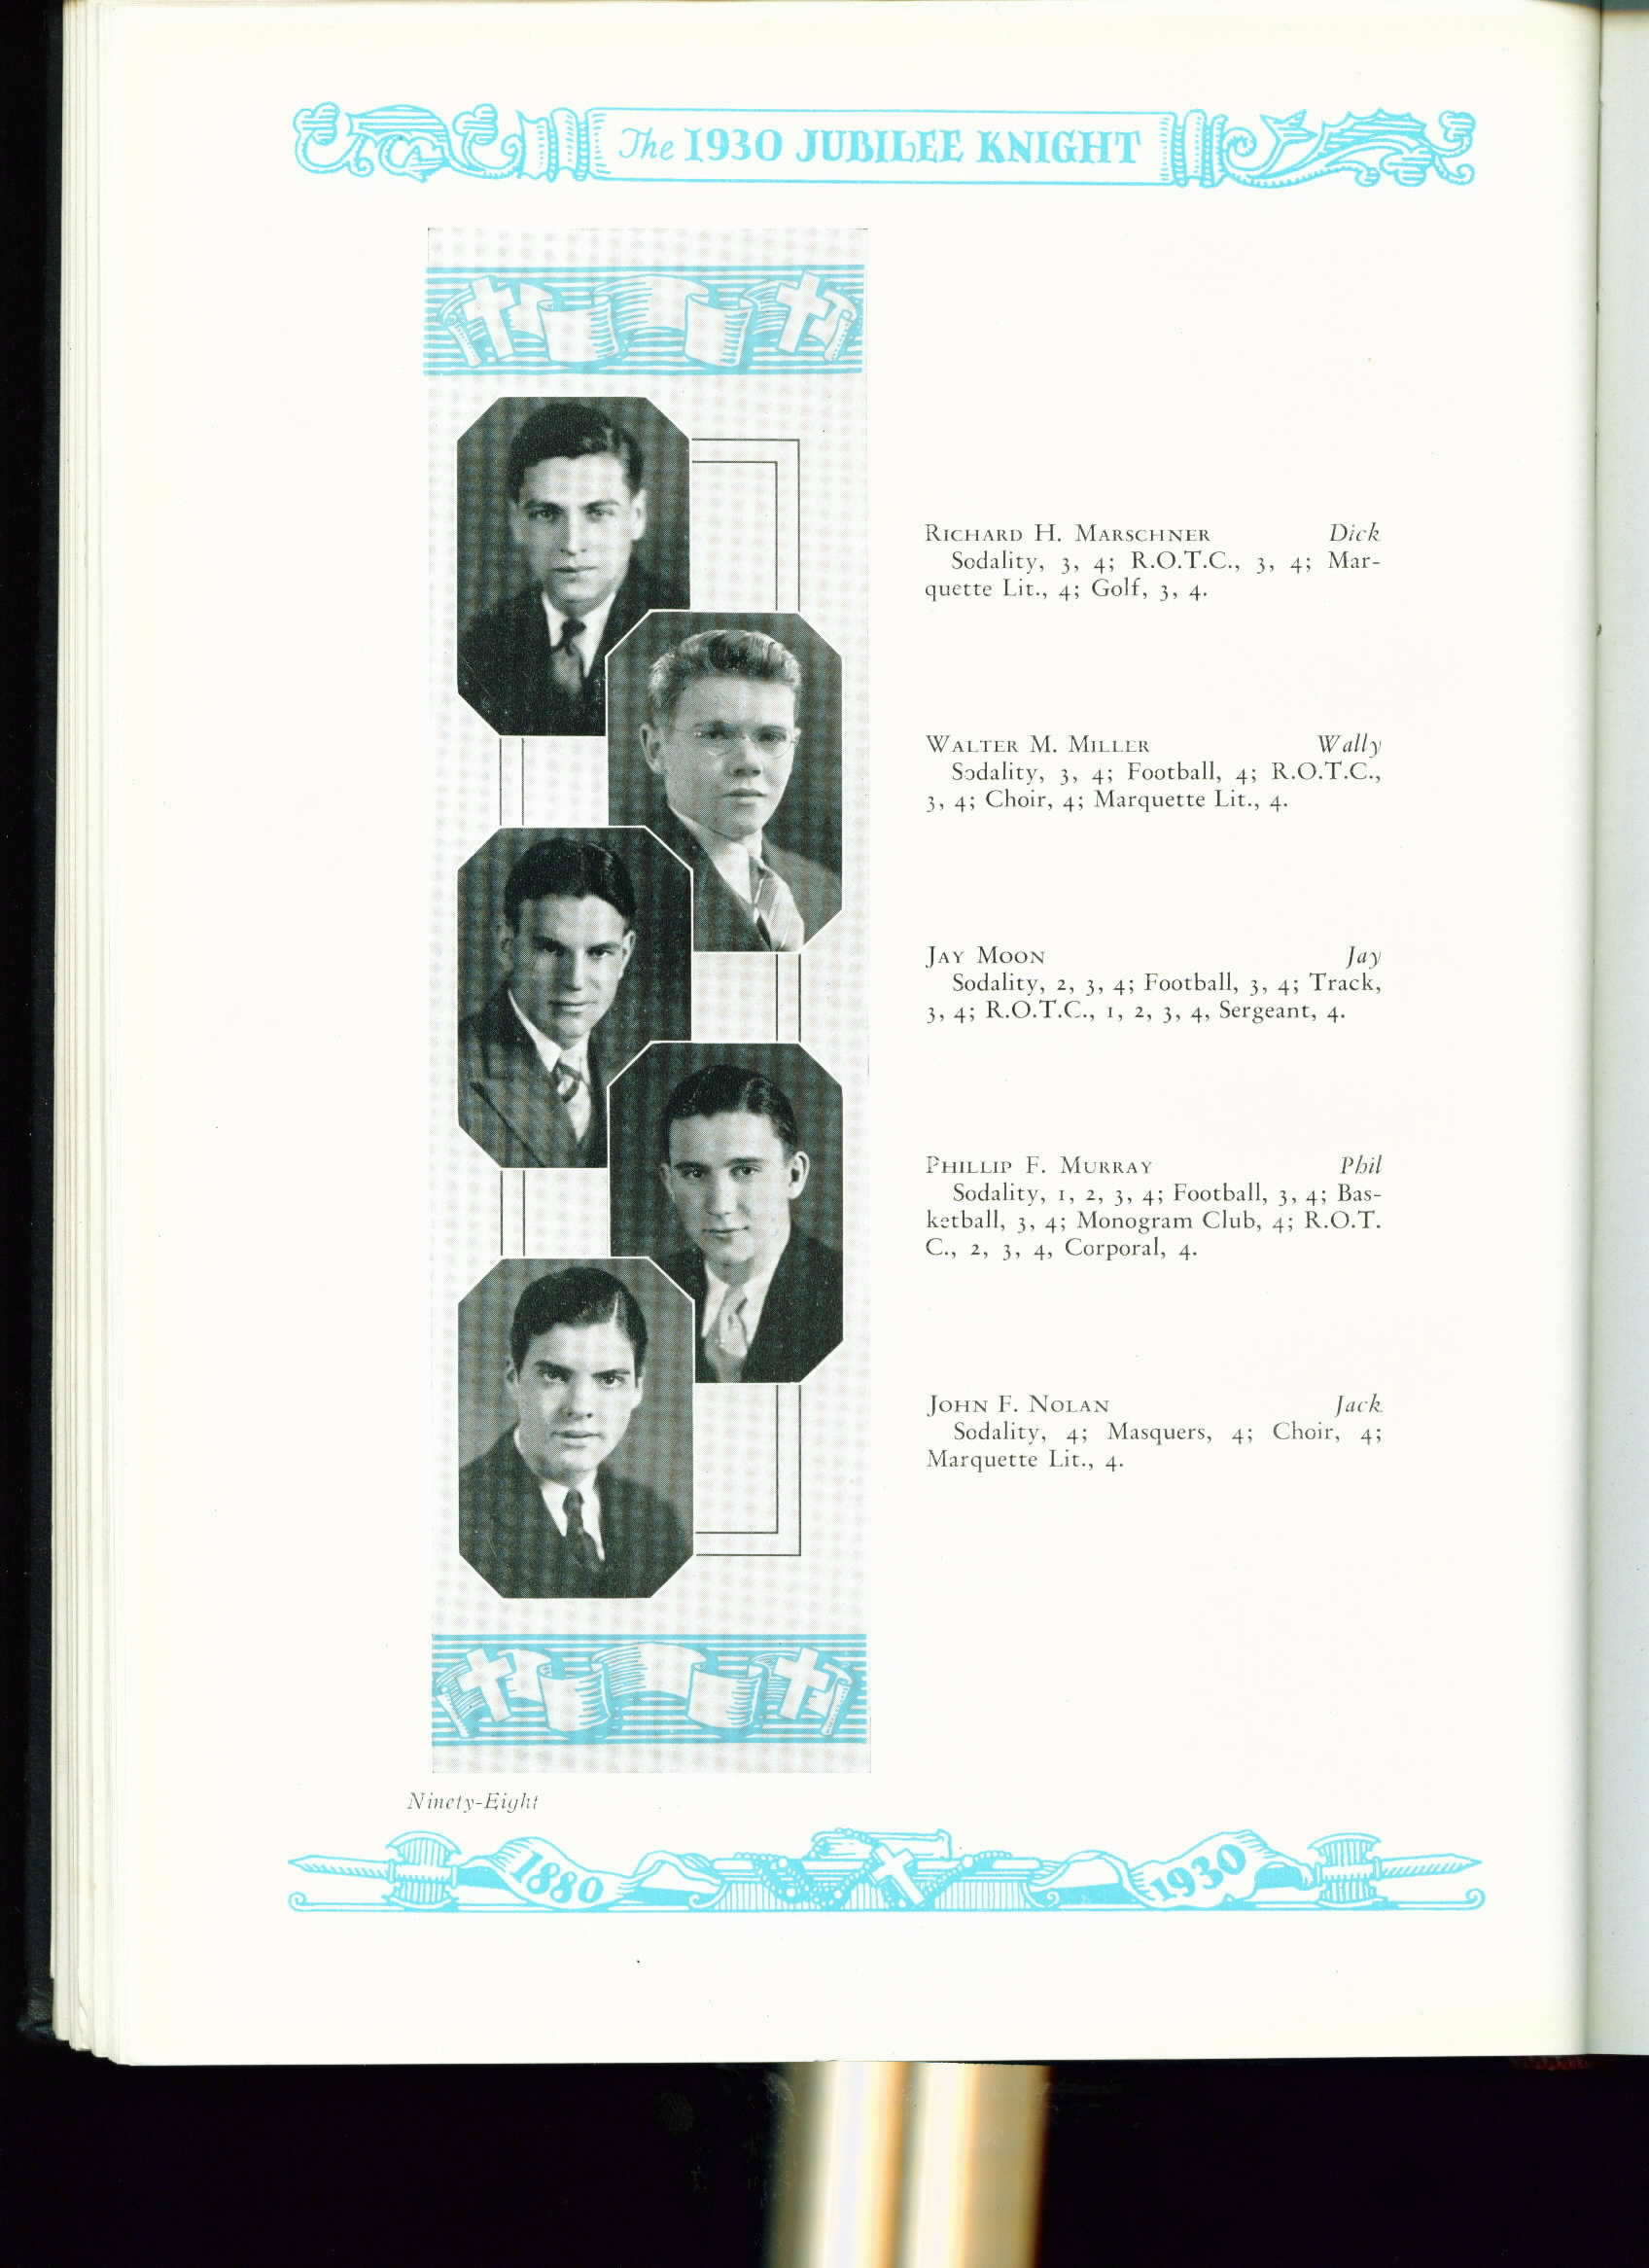 The 1930 JUBILEE KNIGHT
RICHARD H. MARSCHNER Dick
Sodality, 3, 4; R.O.T.C., 3, 4; Mar-
quette Lit., 4; Golf, 3, 4.
WALTER M. MILLER Wally
Sodality, 3, 4; Football, 4; R.O.T.C.,
3, 4; Choir, 4; Marquette Lit., 4.
JAY MOON Jay
Sodality, 2, 3, 4; Football, 3, 4; Track,
3, 4; R.O.T.C., 1, 2, 3, 4, Sergeant, 4.
PHILLIP F. MURRAY Phil
Sodality, 1, 2, 3, 4; Football, 3, 4; Bas-
ketball, 3, 4; Monogram Club, 4; R.O.T.
C., 2, 3, 4, Corporal, 4.
JOHN F. NOLAN Jack
Sodality, 4; Masquers, 4; Choir, 4;
Marquette Lit., 4.
Ninety-Eight
1880 1930